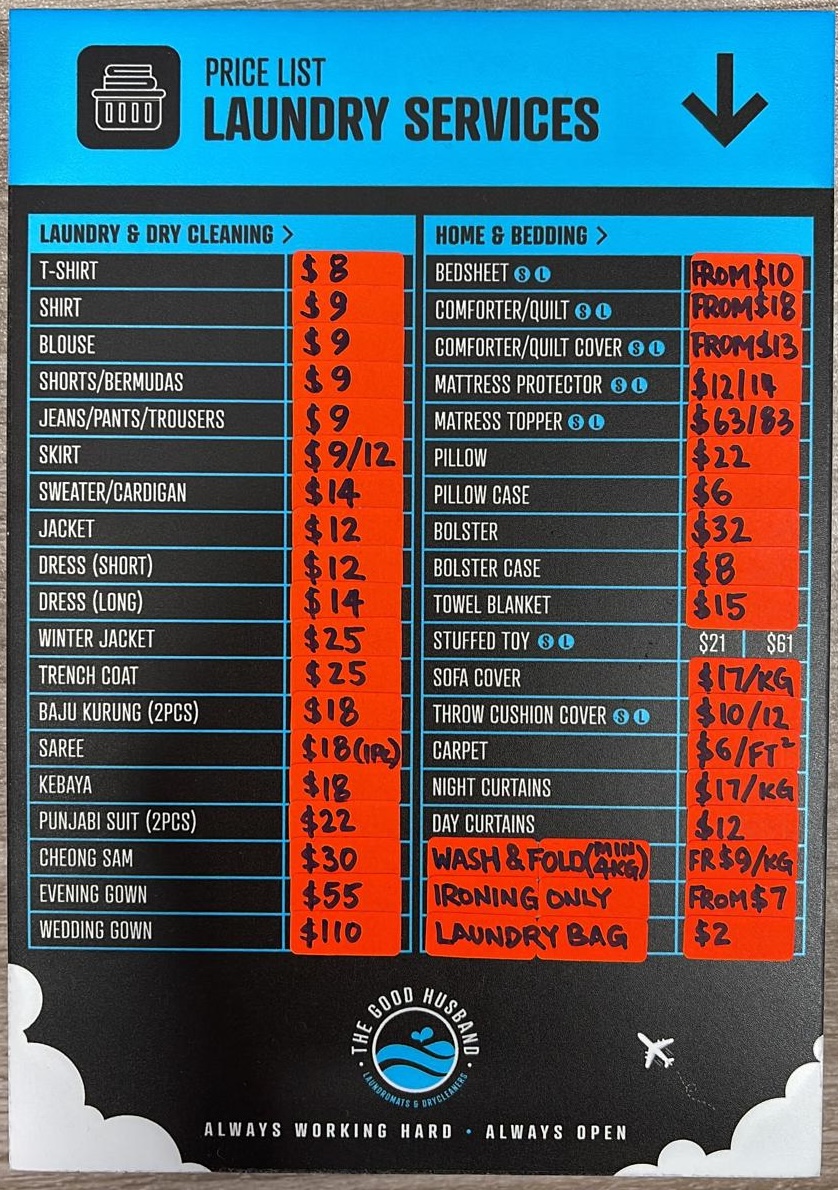 PRICE LIST
LAUNDRY SERVICES
LAUNDRY & DRY CLEANING >
T-SHIRT $8
SHIRT $9
BLOUSE $9
SHORTS/BERMUDAS $9
JEANS/PANTS/TROUSERS $9
SKIRT $9/12
SWEATER/CARDIGAN $14
JACKET $12
DRESS (SHORT) $12
DRESS (LONG) $14
WINTER JACKET $25
TRENCH COAT $25
BAJU KURUNG (2PCS) $18
SAREE $18(1PC)
KEBAYA $18
PUNJABI SUIT (2PCS) $22
CHEONG SAM $30
EVENING GOWN $55
WEDDING GOWN $110
HOME & BEDDING >
BEDSHEET S L FROM $10
COMFORTER/QUILT S L FROM $18
COMFORTER/QUILT COVER S L FROM $13
MATTRESS PROTECTOR S L $12/14
MATRESS TOPPER S L $63/83
PILLOW $22
PILLOW CASE $6
BOLSTER $32
BOLSTER CASE $8
TOWEL BLANKET $15
STUFFED TOY S L $21 $61
SOFA COVER $17/KG
THROW CUSHION COVER S L $10/12
CARPET $6/FT²
NIGHT CURTAINS $17/KG
DAY CURTAINS $12
WASH & FOLD (MIN 4KG) FR $9/KG
IRONING ONLY FROM $7
LAUNDRY BAG $2
THE GOOD HUSBAND
LAUNDROMATS & DRYCLEANERS
ALWAYS WORKING HARD • ALWAYS OPEN